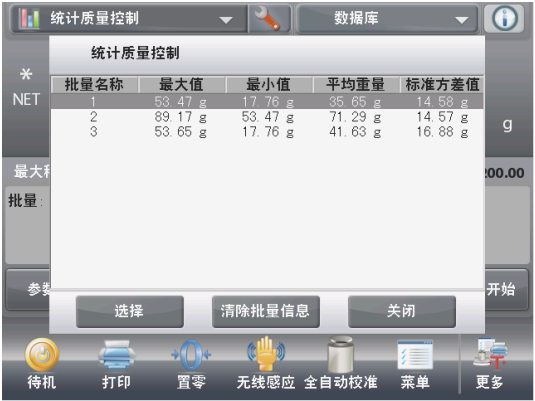 统计质量控制 数据库
统计质量控制
*
NET
批量名称 最大值 最小值 平均重量 标准方差值
1 53.47 g 17.76 g 35.65 g 14.58 g
2 89.17 g 53.47 g 71.29 g 14.57 g
3 53.65 g 17.76 g 41.63 g 16.88 g
g
最大 200.00
批量:
参 开始
选择 清除批量信息 关闭
待机 打印 置零 无线感应 全自动校准 菜单 更多